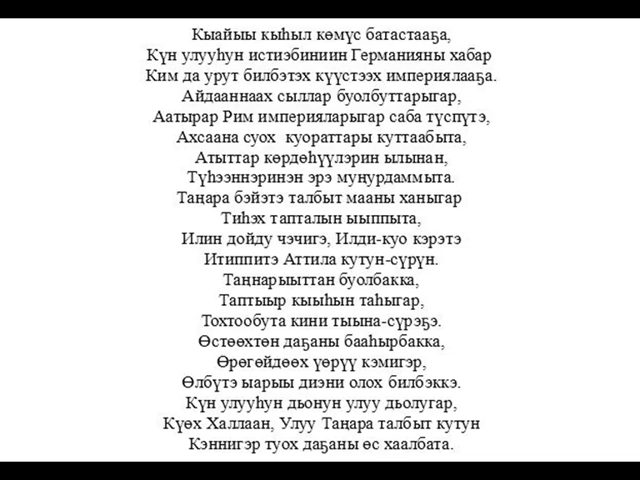 Кыайыы кыһыл көмүс батастааҕа,
Күн улууһун истиэбиниин Германияны хабар
Ким да урут билбэтэх күүстээх империялааҕа.
Айдааннаах сыллар буолбуттарыгар,
Аатырар Рим империяларыгар саба түспүтэ,
Ахсаана суох куораттары куттаабыта,
Атыттар көрдөһүүлэрин ылынан,
Түһээннэринэн эрэ муҥурдаммыта.
Таҥара бэйэтэ талбыт мааны ханыгар
Тиһэх тапталын ыыппыта,
Илин дойду чэчигэ, Илди-куо кэрэтэ
Итиппитэ Аттила кутун-сүрүн.
Таҥнарыыттан буолбакка,
Таптыыр кыыһын таһыгар,
Тохтообута кини тыына-сүрэҕэ.
Өстөөхтөн даҕаны бааһырбакка,
Өрөгөйдөөх үөрүү кэмигэр,
Өлбүтэ ыарыы диэни олох билбэккэ.
Күн улууһун дьонун улуу дьолугар,
Күөх Халлаан, Улуу Таҥара талбыт кутун
Кэннигэр туох даҕаны өс хаалбата.